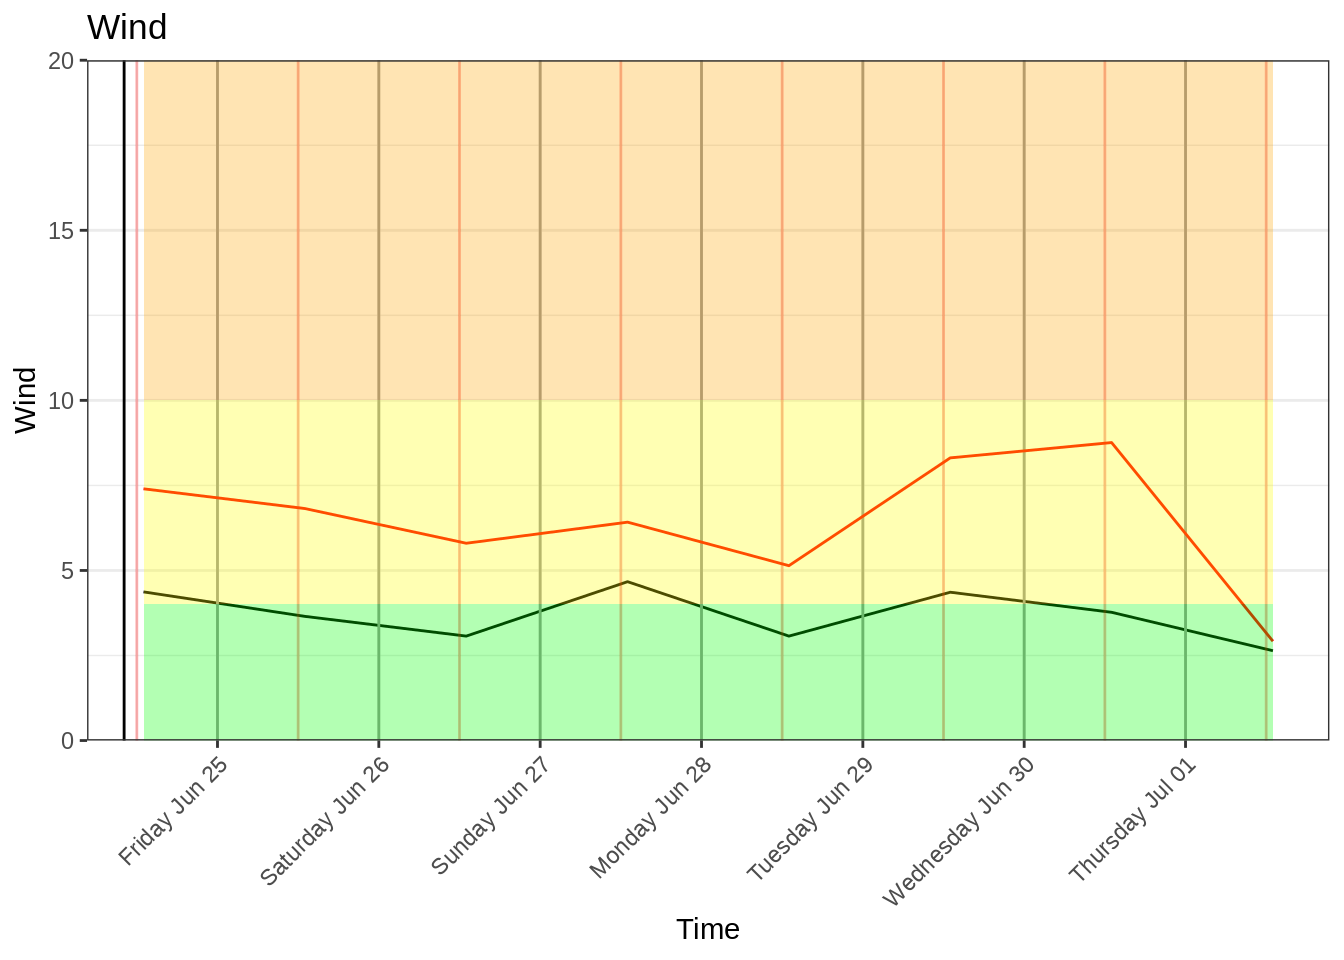 Wind
20
15
10
5
0
Wind
Friday Jun 25
Saturday Jun 26
Sunday Jun 27
Monday Jun 28
Tuesday Jun 29
Wednesday Jun 30
Thursday Jul 01
Time